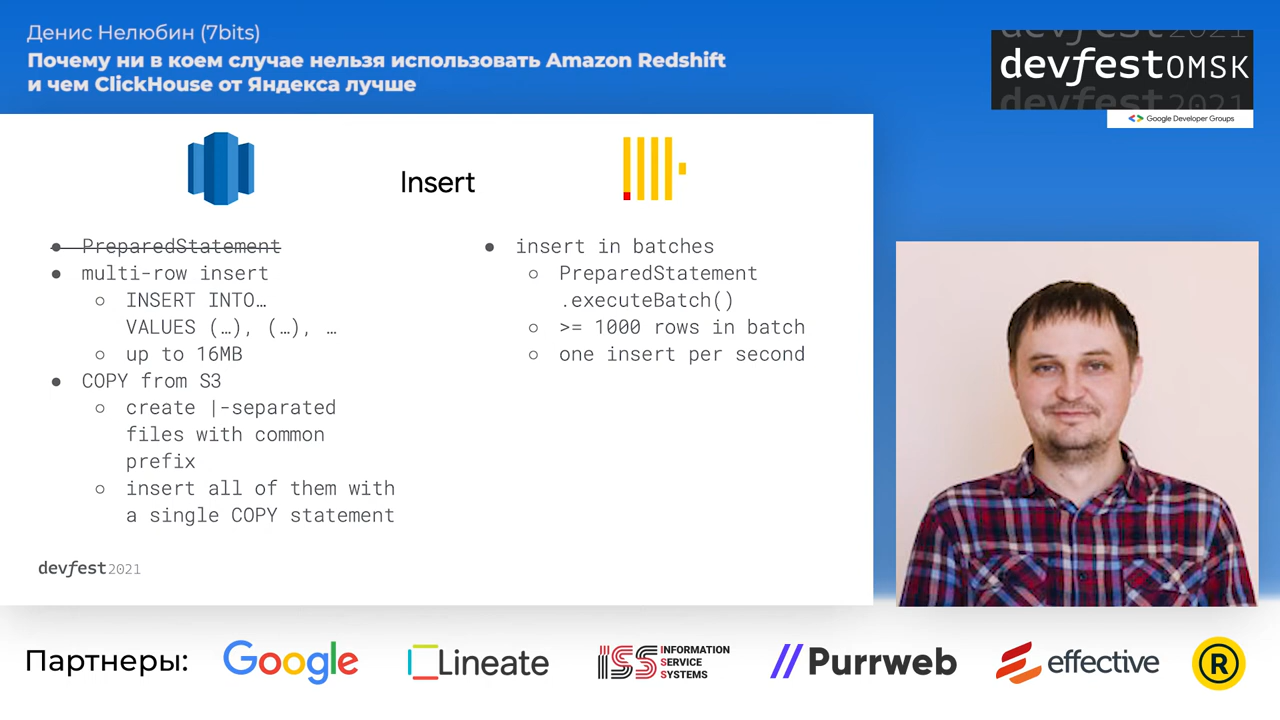 Денис Нелюбин (7bits)
Почему ни в коем случае нельзя использовать Amazon Redshift
и чем ClickHouse от Яндекса лучше
devfest2021
devfestOMSK
devfest2021
Google Developer Groups
Insert
● PreparedStatement
● multi-row insert
○ INSERT INTO…
VALUES (…), (…), …
○ up to 16MB
● COPY from S3
○ create |-separated
files with common
prefix
○ insert all of them with
a single COPY statement
● insert in batches
○ PreparedStatement
.executeBatch()
○ >= 1000 rows in batch
○ one insert per second
devfest2021
Партнеры:
Google
Lineate
ISS INFORMATION
SERVICE
SYSTEMS
Purrweb
effective
R